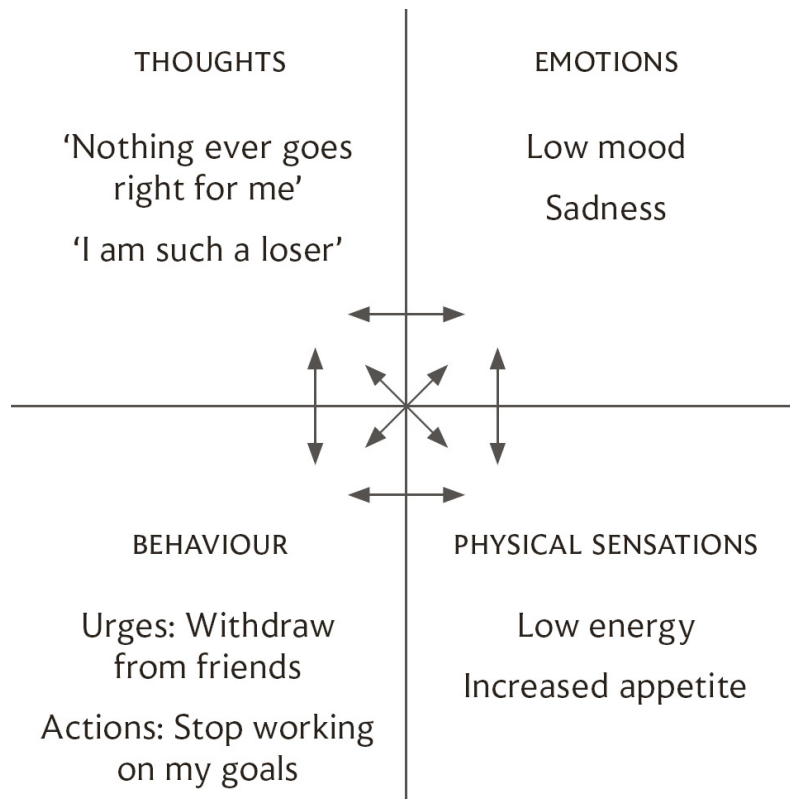 THOUGHTS
‘Nothing ever goes
right for me’
‘I am such a loser’
EMOTIONS
Low mood
Sadness
BEHAVIOUR
Urges: Withdraw
from friends
Actions: Stop working
on my goals
PHYSICAL SENSATIONS
Low energy
Increased appetite